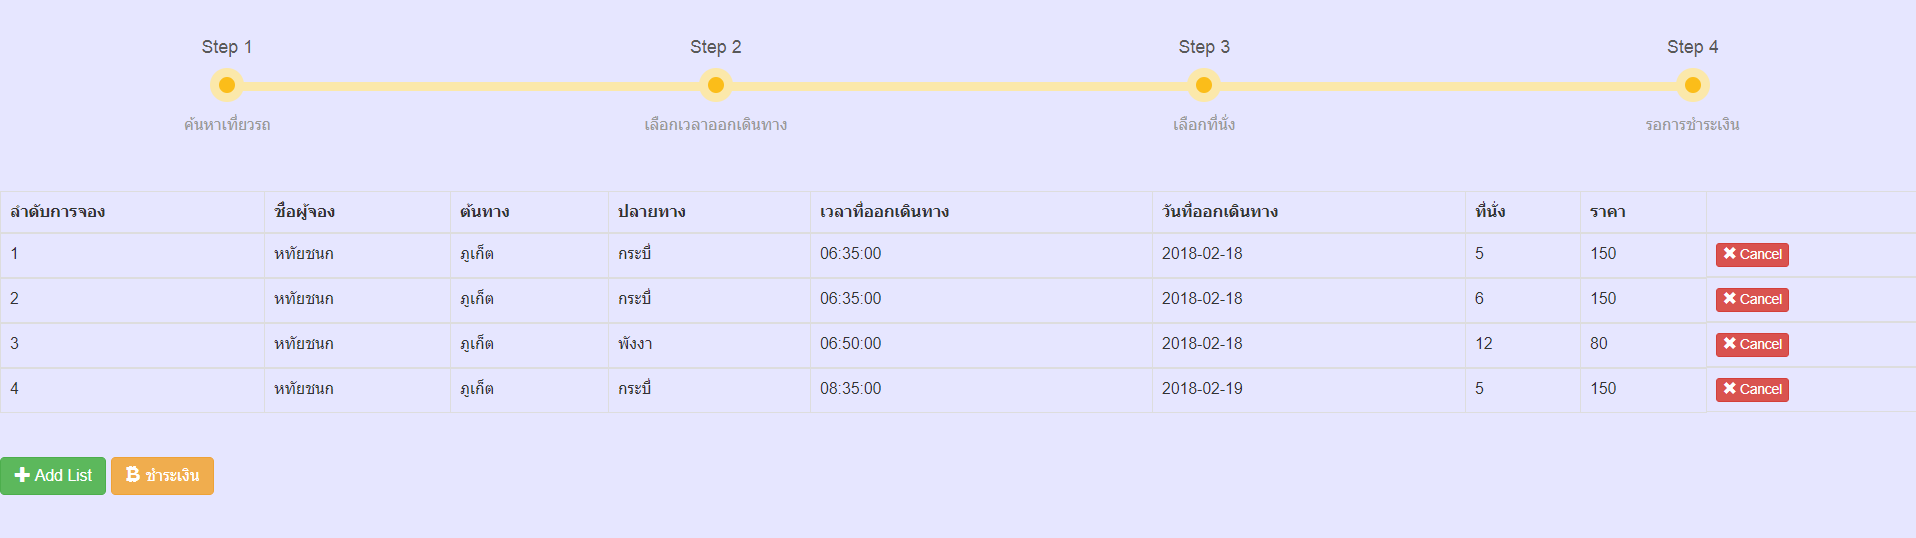 Step 1 Step 2 Step 3 Step 4
ค้นหาเที่ยวรถ เลือกเวลาออกเดินทาง เลือกที่นั่ง รอการชำระเงิน
ลำดับการจอง ชื่อผู้จอง ต้นทาง ปลายทาง เวลาที่ออกเดินทาง วันที่ออกเดินทาง ที่นั่ง ราคา
1 หทัยชนก ภูเก็ต กระบี่ 06:35:00 2018-02-18 5 150 Cancel
2 หทัยชนก ภูเก็ต กระบี่ 06:35:00 2018-02-18 6 150 Cancel
3 หทัยชนก ภูเก็ต พังงา 06:50:00 2018-02-18 12 80 Cancel
4 หทัยชนก ภูเก็ต กระบี่ 08:35:00 2018-02-19 5 150 Cancel
Add List ชำระเงิน